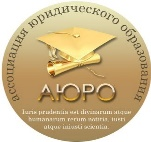 ассоциация юридического образования
АЮРО
Iuris prudentia est divinarum atque
humanarum rerum notitia, iusti
atque iniusti scientia.